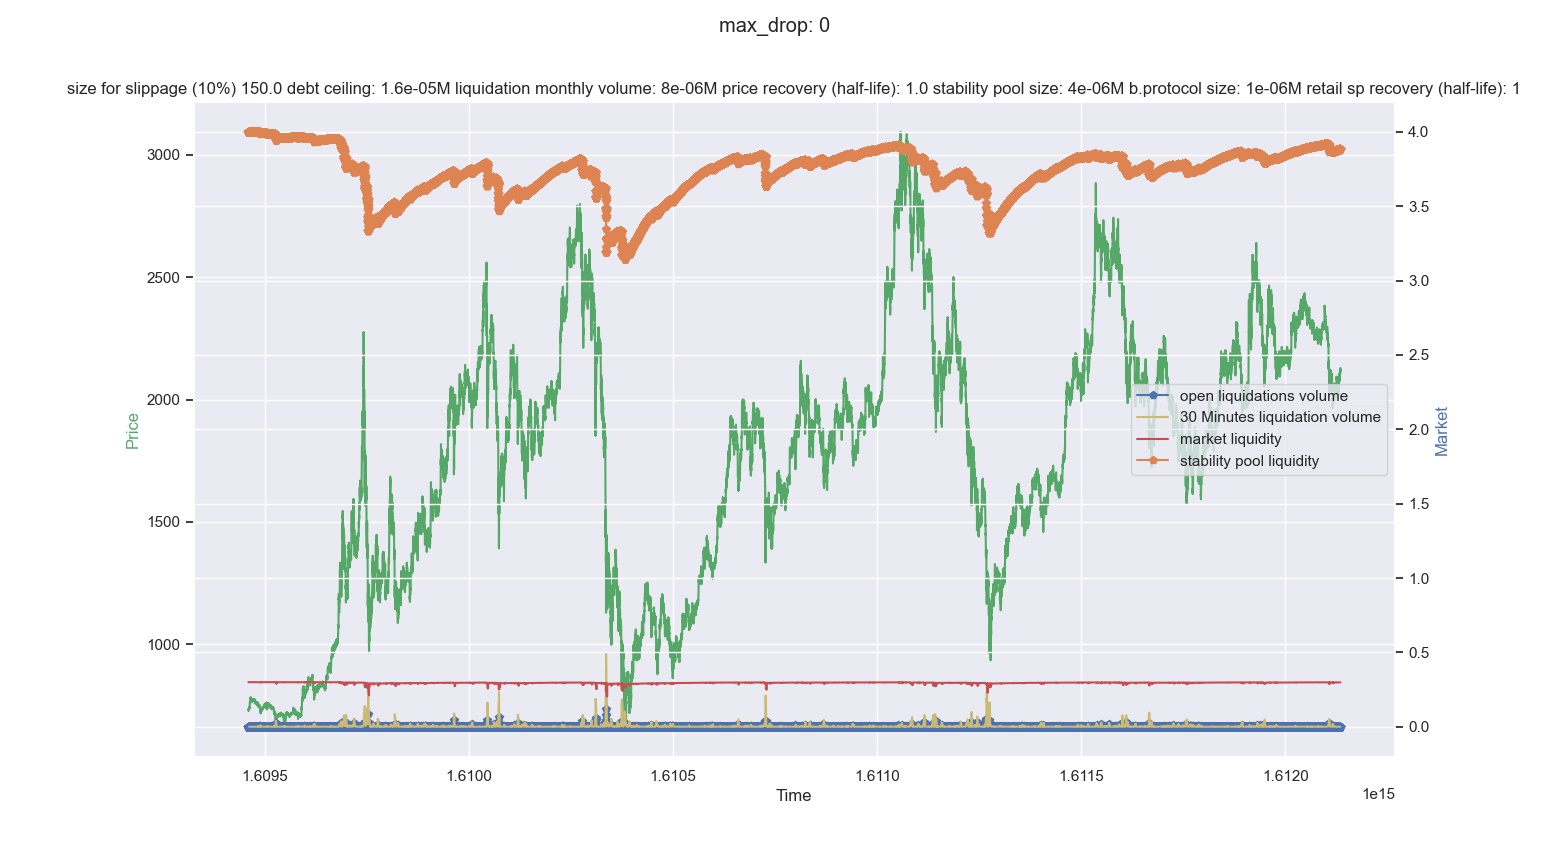 max_drop: 0
size for slippage (10%) 150.0 debt ceiling: 1.6e-05M liquidation monthly volume: 8e-06M price recovery (half-life): 1.0 stability pool size: 4e-06M b.protocol size: 1e-06M retail sp recovery (half-life): 1
3000
2500
2000
1500
1000
Price
4.0
3.5
3.0
2.5
2.0
1.5
1.0
0.5
0.0
Market
open liquidations volume
30 Minutes liquidation volume
market liquidity
stability pool liquidity
1.6095
1.6100
1.6105
1.6110
1.6115
1.6120
1e15
Time